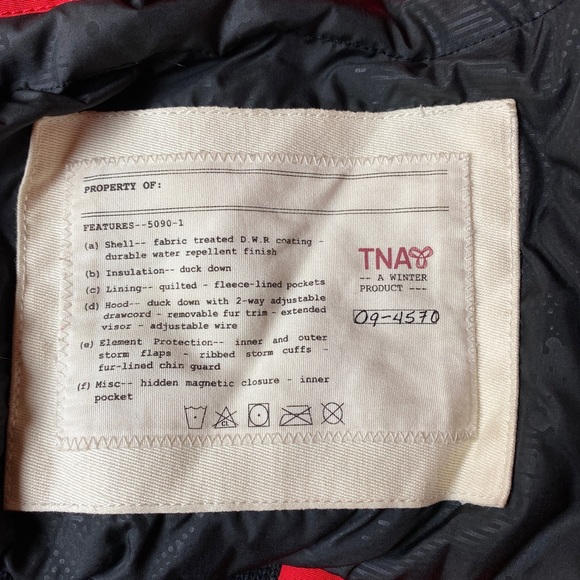 PROPERTY OF:
FEATURES--5090-1
(a) Shell-- fabric treated D.W.R coating -
durable water repellent finish
(b) Insulation-- duck down
(c) Lining-- quilted - fleece-lined pockets
(d) Hood-- duck down with 2-way adjustable
drawcord - removable fur trim - extended
visor - adjustable wire
(e) Element Protection-- inner and outer
storm flaps - ribbed storm cuffs -
fur-lined chin guard
(f) Misc-- hidden magnetic closure - inner
pocket
TNA
-- A WINTER
PRODUCT ---
09-4570
CL